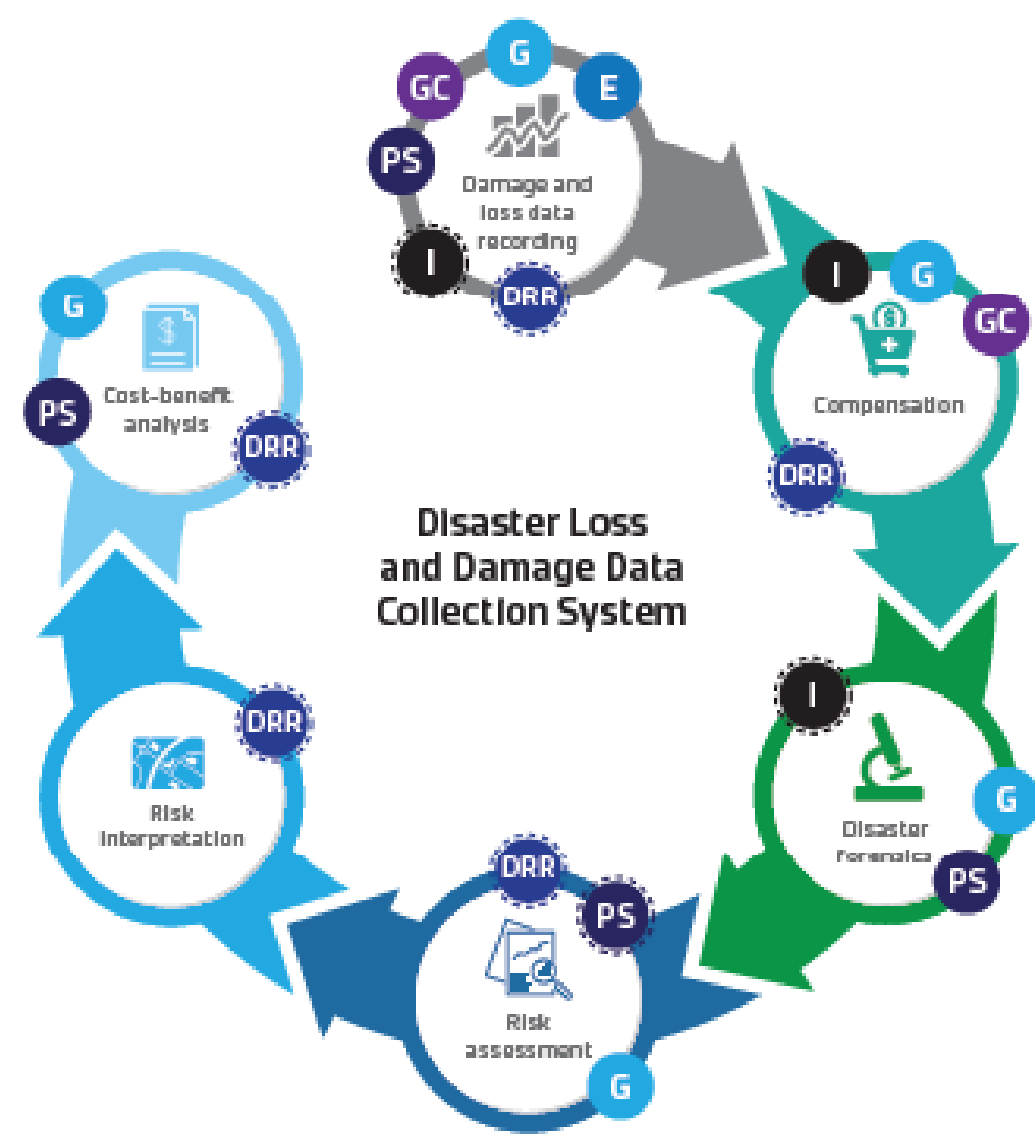 G
GC
E
PS
Damage and
loss data
recording
I
DRR
I
G
GC
Compensation
DRR
I
Disaster
forensics
G
PS
DRR
PS
Risk
assessment
G
DRR
Risk
interpretation
G
Cost-benefit
analysis
PS
DRR
Disaster Loss
and Damage Data
Collection System